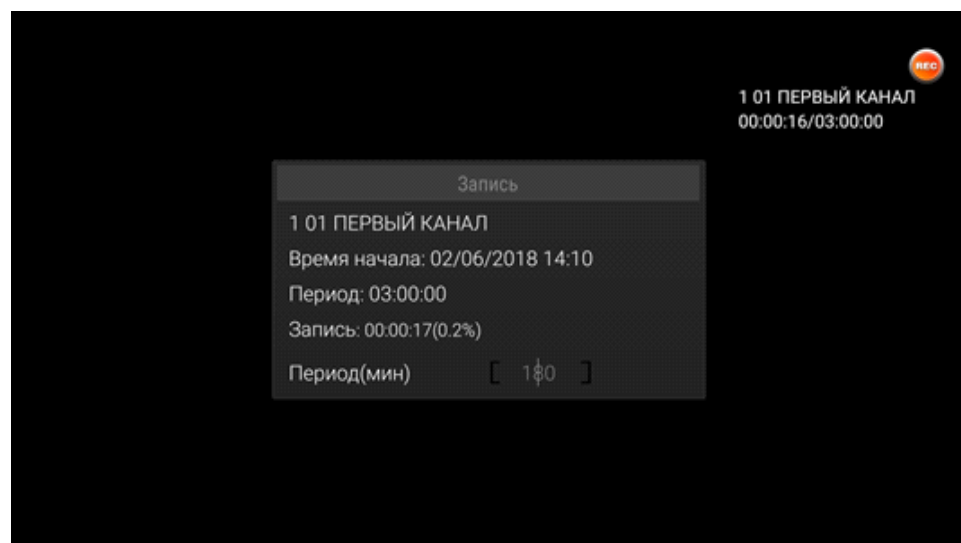 REC
1 01 ПЕРВЫЙ КАНАЛ
00:00:16/03:00:00
Запись
1 01 ПЕРВЫЙ КАНАЛ
Время начала: 02/06/2018 14:10
Период: 03:00:00
Запись: 00:00:17(0.2%)
Период(мин) [ 180 ]